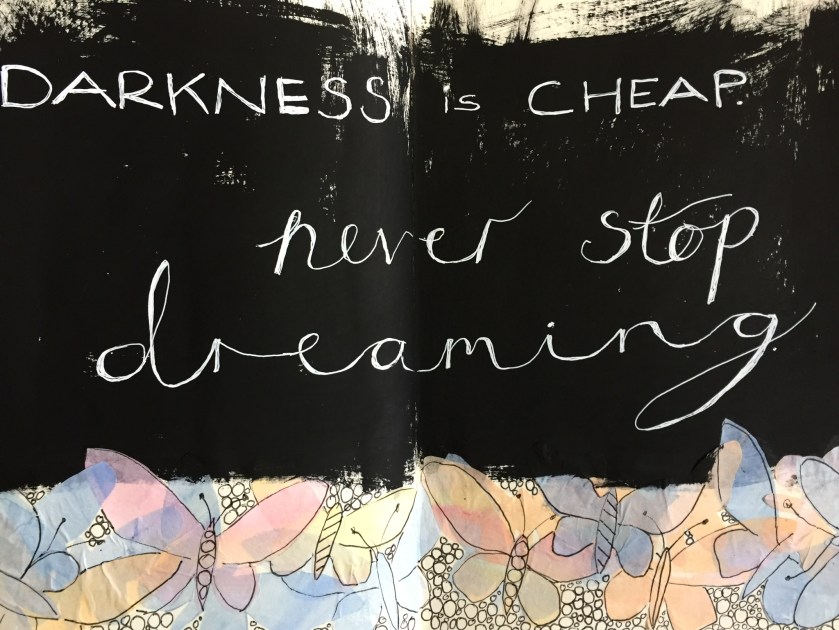 DARKNESS is CHEAP.
never stop
dreaming